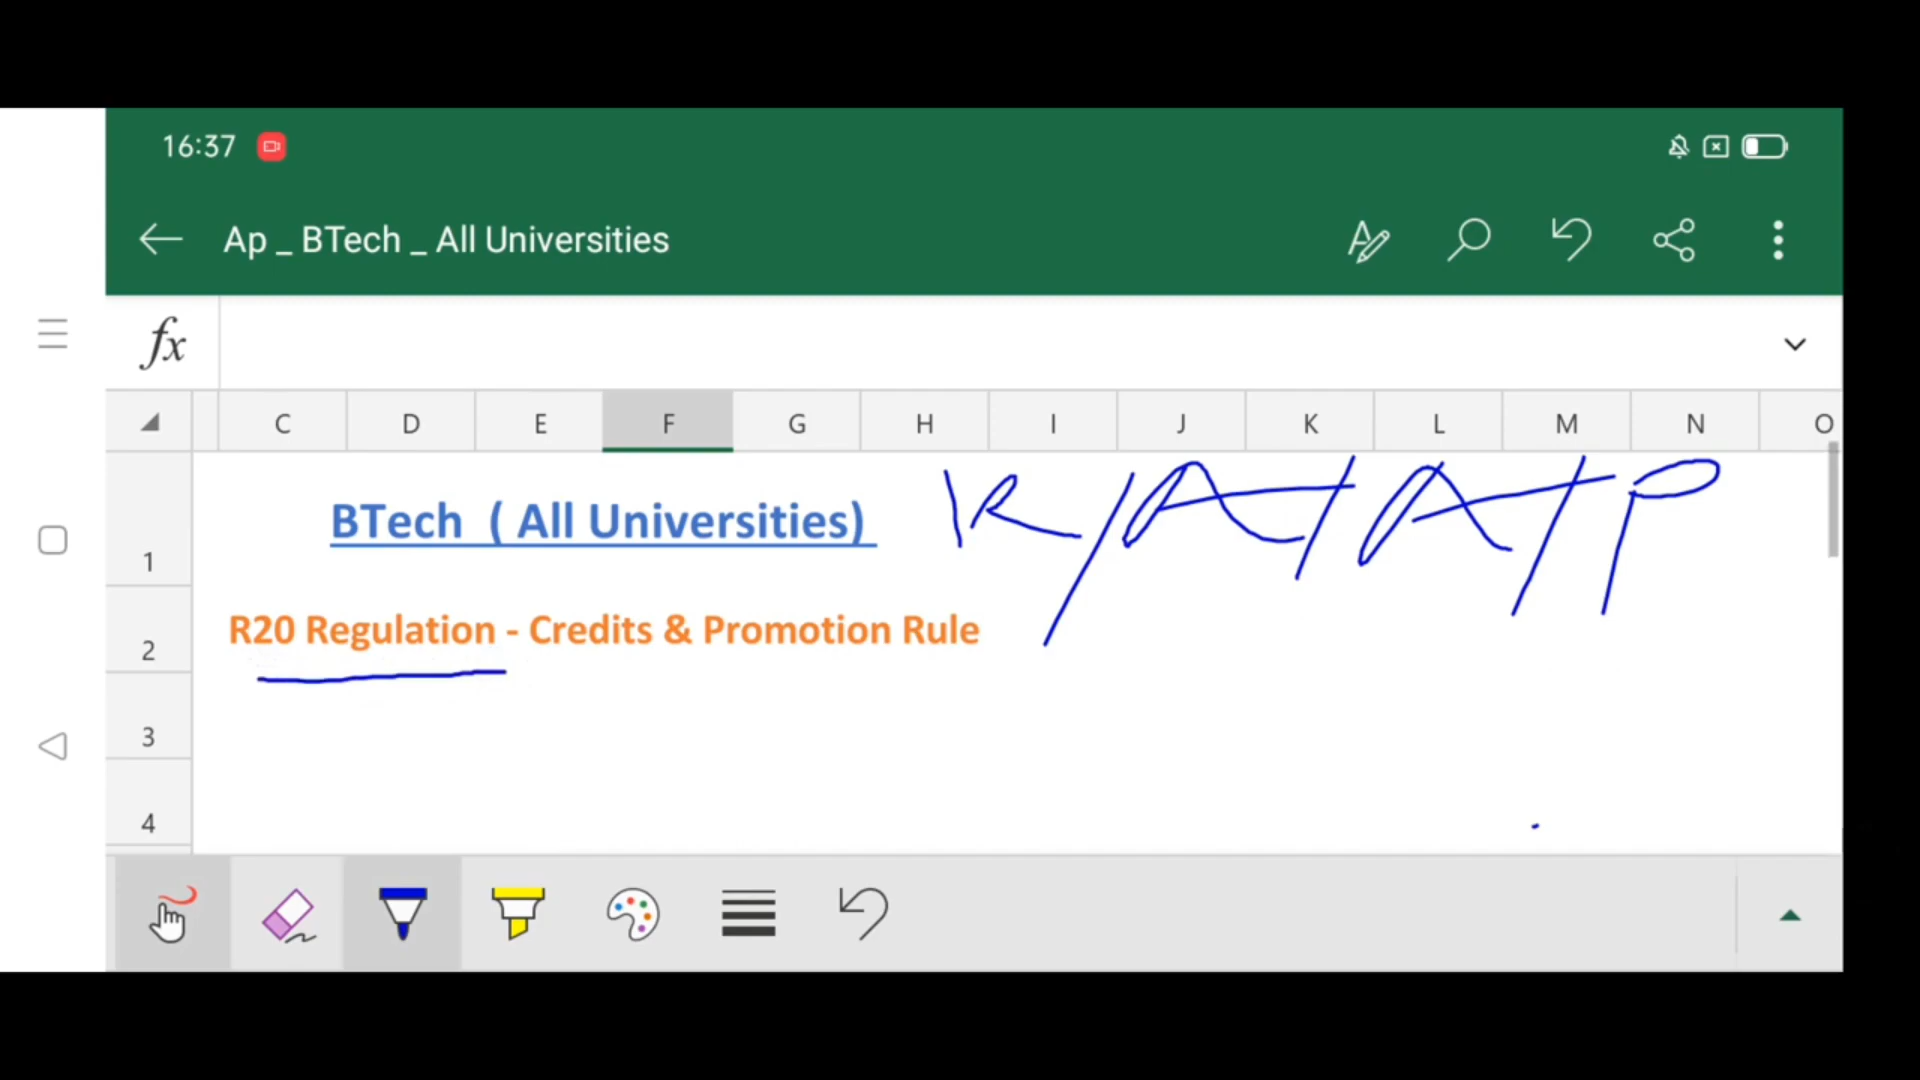 16:37
Ap _ BTech _ All Universities
fx
C D E F G H I J K L M N O
1
BTech ( All Universities)
K/A/A/P
2
R20 Regulation - Credits & Promotion Rule
3
4